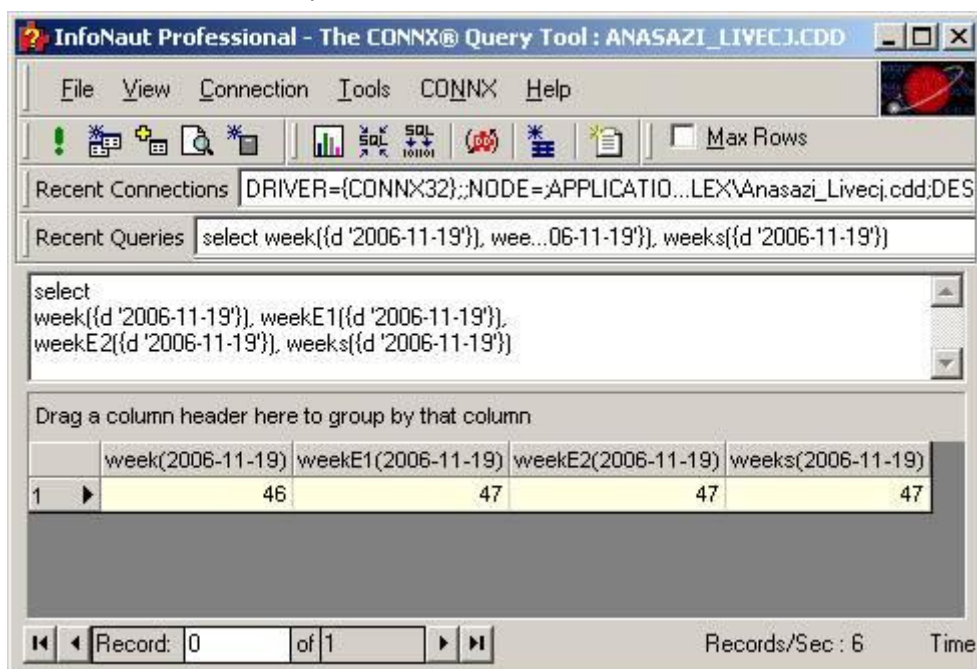 InfoNaut Professional - The CONNX® Query Tool : ANASAZI_LIVECJ.CDD
File View Connection Tools CONNX Help
SQL SQL 10101 Max Rows
Recent Connections DRIVER={CONNX32};;NODE=;APPLICATIO...LEX\Anasazi_Livecj.cdd;DES
Recent Queries select week({d '2006-11-19'}), wee...06-11-19'}), weeks({d '2006-11-19'})
select
week({d '2006-11-19'}), weekE1({d '2006-11-19'}),
weekE2({d '2006-11-19'}), weeks({d '2006-11-19'})
Drag a column header here to group by that column
week(2006-11-19) weekE1(2006-11-19) weekE2(2006-11-19) weeks(2006-11-19)
1 46 47 47 47
Record: 0 of 1 Records/Sec : 6 Time